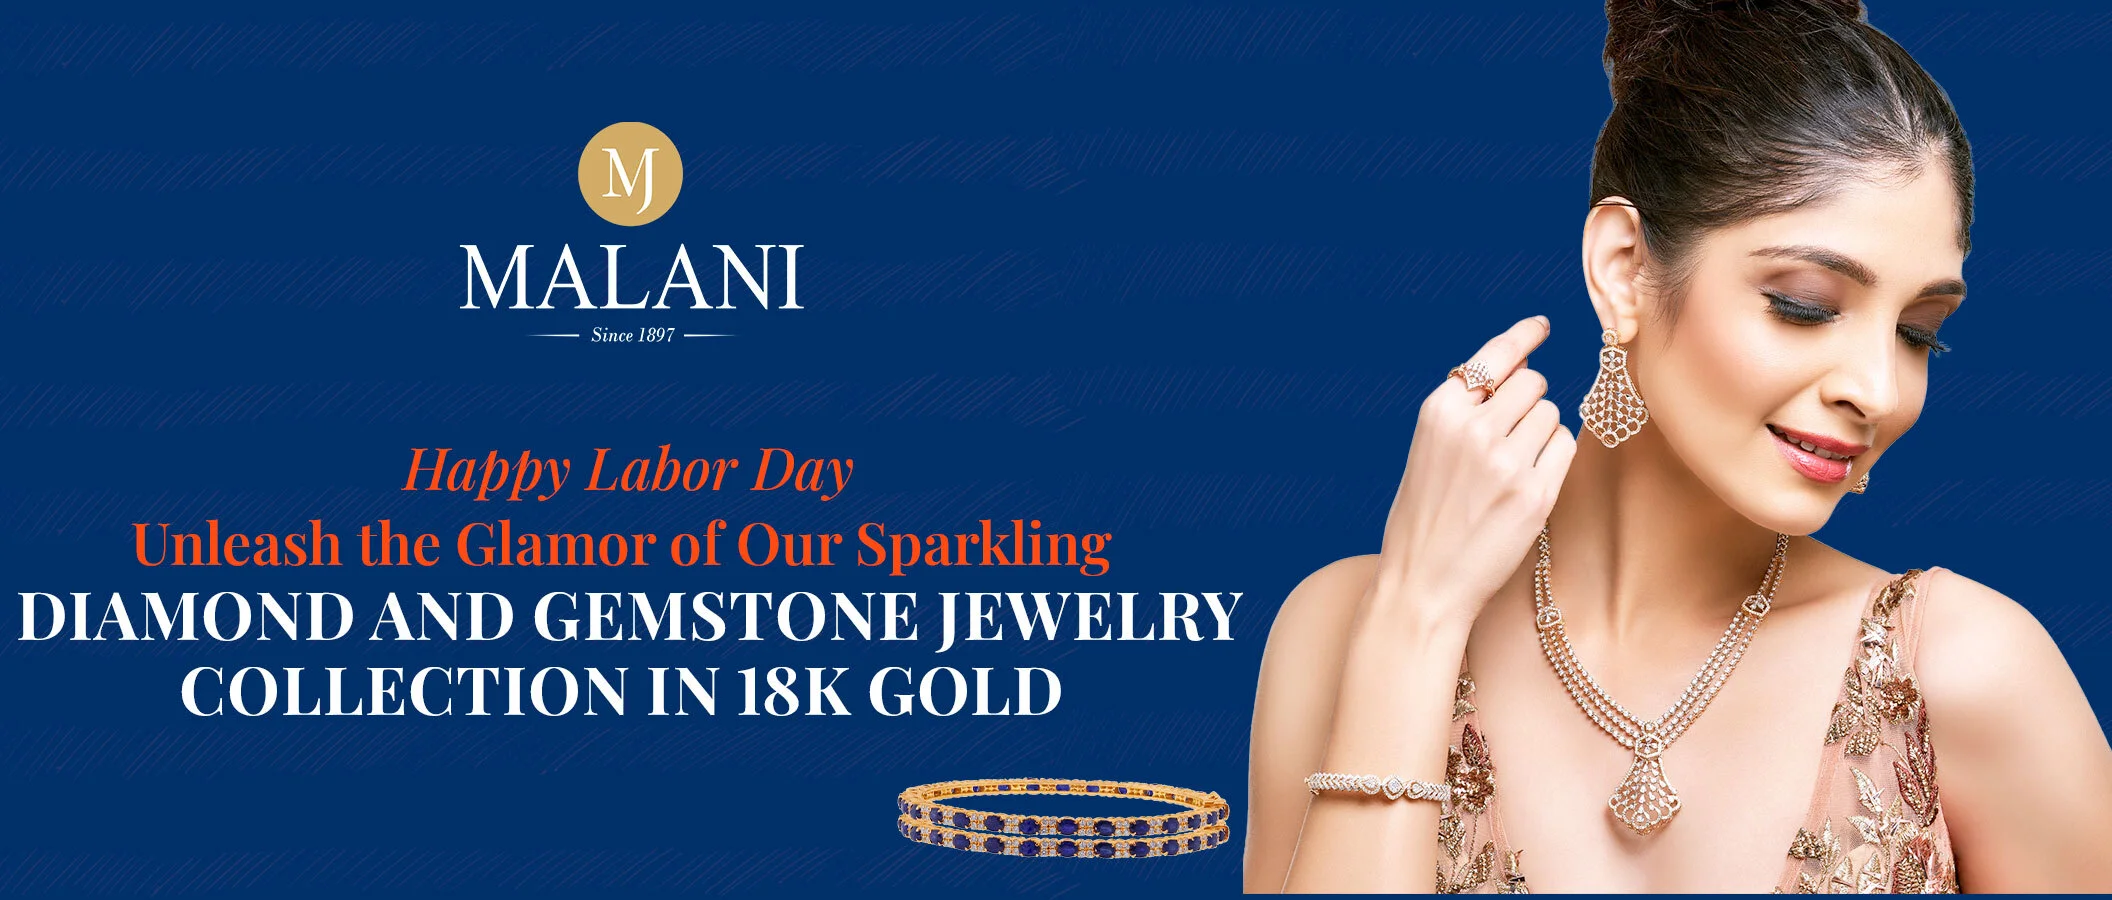 MJ
MALANI
Since 1897
Happy Labor Day
Unleash the Glamor of Our Sparkling
DIAMOND AND GEMSTONE JEWELRY
COLLECTION IN 18K GOLD